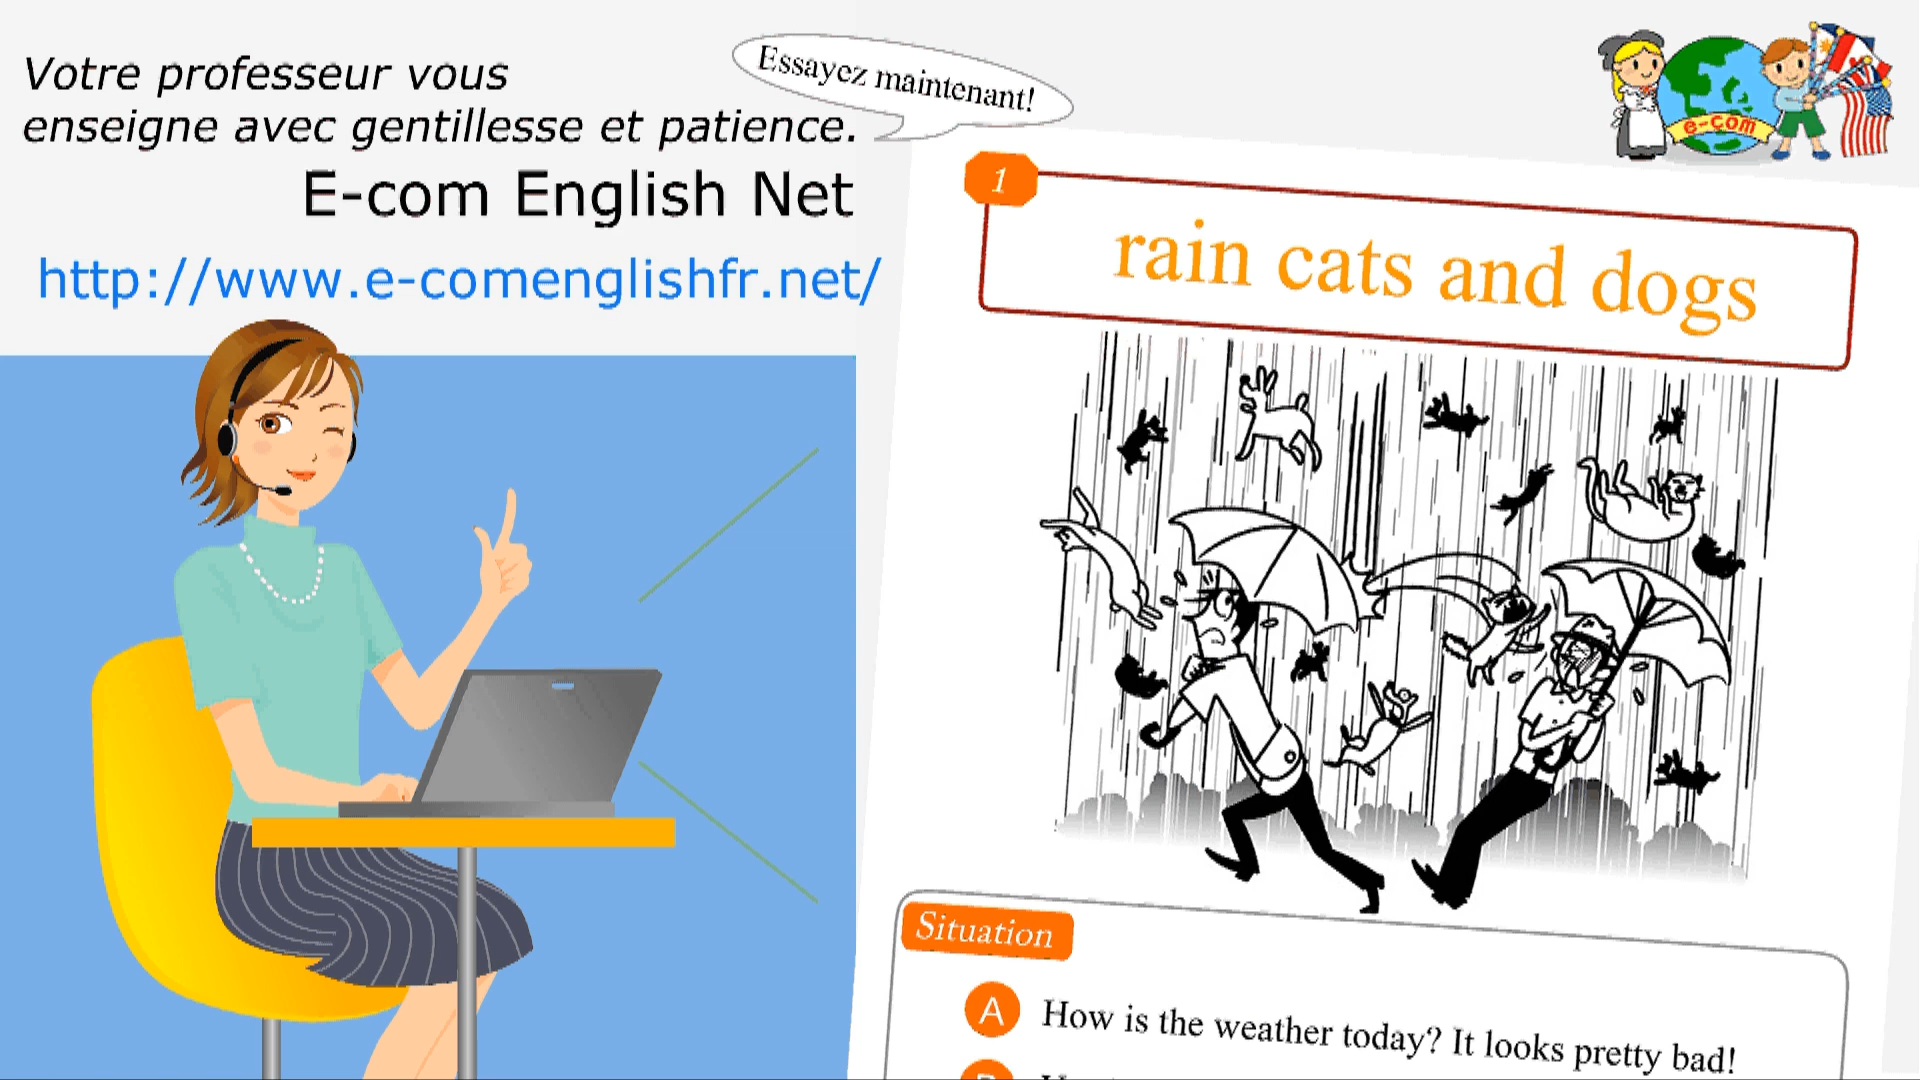 Votre professeur vous
enseigne avec gentillesse et patience.
E-com English Net
http://www.e-comenglishfr.net/
Essayez maintenant!
e-com
1
rain cats and dogs
Situation
A How is the weather today? It looks pretty bad!